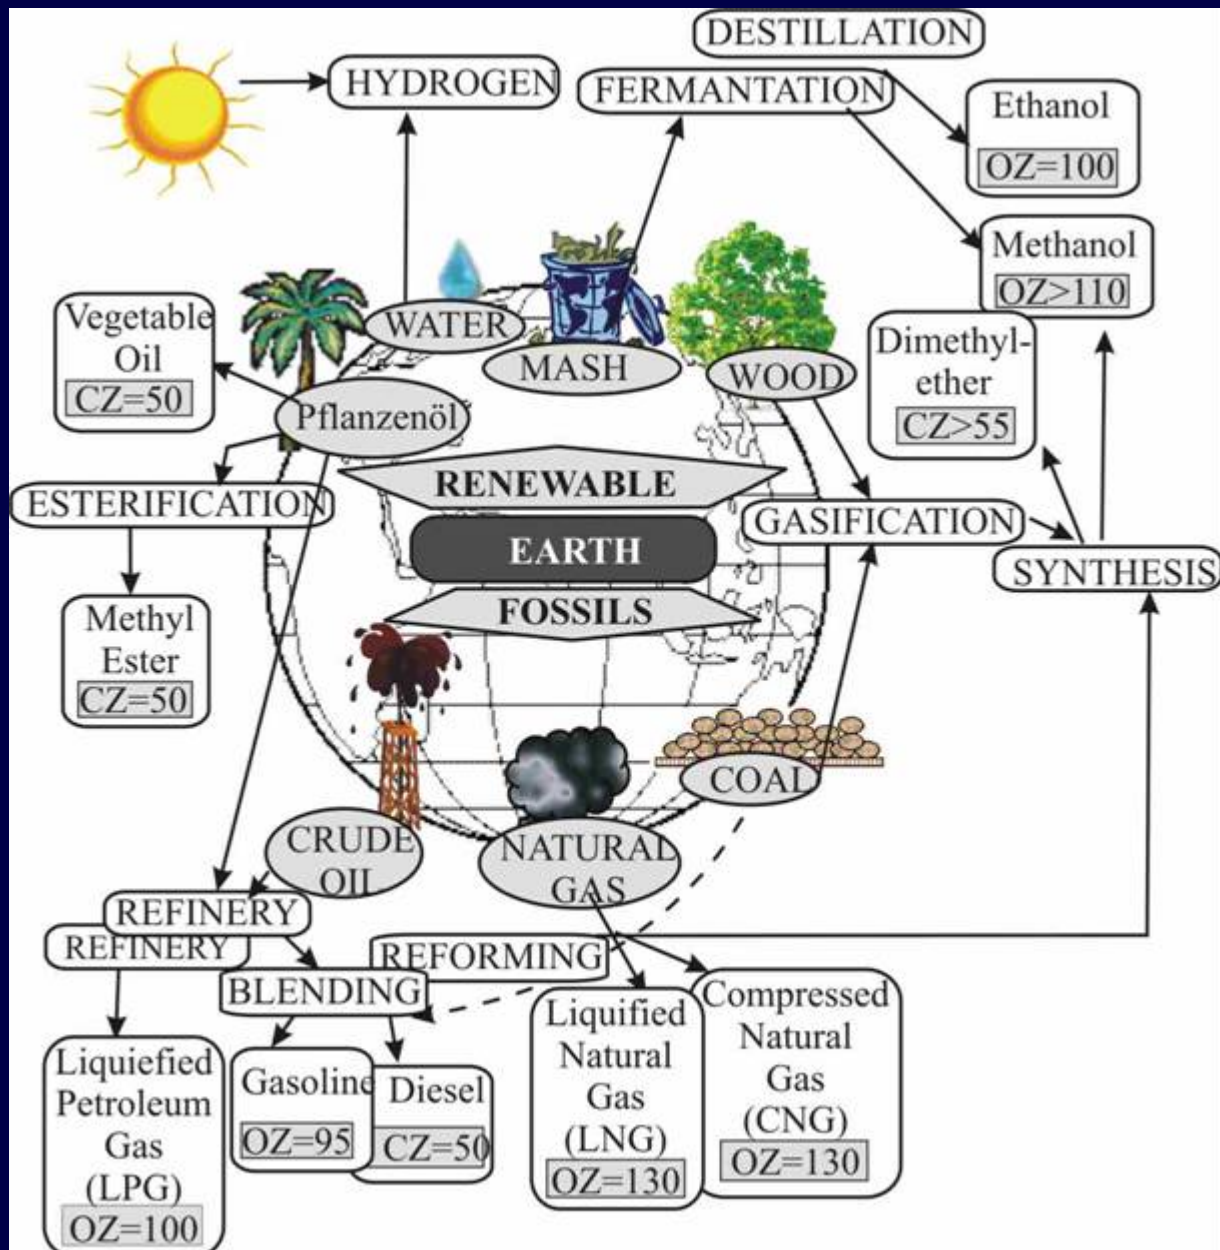 DESTILLATION
HYDROGEN
FERMANTATION
Ethanol
OZ=100
Methanol
OZ>110
Vegetable
Oil
CZ=50
WATER
MASH
WOOD
Dimethyl-
ether
CZ>55
Pflanzenöl
RENEWABLE
ESTERIFICATION
GASIFICATION
EARTH
SYNTHESIS
FOSSILS
Methyl
Ester
CZ=50
COAL
CRUDE
OIL
NATURAL
GAS
REFINERY
REFINERY
REFORMING
BLENDING
Liquiefied
Petroleum
Gas
(LPG)
OZ=100
Gasoline
OZ=95
Diesel
CZ=50
Liquified
Natural
Gas
(LNG)
OZ=130
Compressed
Natural
Gas
(CNG)
OZ=130